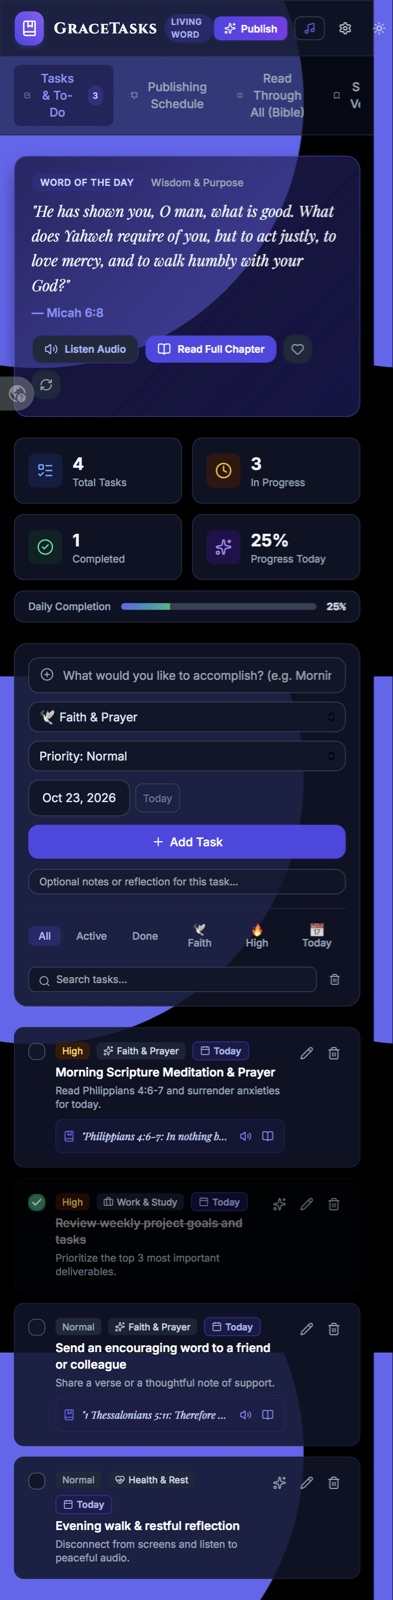 GraceTasks
LIVING
WORD
Publish
Tasks
& To-
Do
3
Publishing
Schedule
Read
Through
All (Bible)
WORD OF THE DAY
Wisdom & Purpose
"He has shown you, O man, what is good. What
does Yahweh require of you, but to act justly, to
love mercy, and to walk humbly with your
God?"
— Micah 6:8
Listen Audio
Read Full Chapter
4
Total Tasks
3
In Progress
1
Completed
25%
Progress Today
Daily Completion
25%
What would you like to accomplish? (e.g. Mornin
🕊️ Faith & Prayer
Priority: Normal
Oct 23, 2026
Today
+ Add Task
Optional notes or reflection for this task...
All
Active
Done
Faith
High
Today
Search tasks...
High
Faith & Prayer
Today
Morning Scripture Meditation & Prayer
Read Philippians 4:6-7 and surrender anxieties
for today.
"Philippians 4:6-7: In nothing b...
High
Work & Study
Today
Review weekly project goals and
tasks
Prioritize the top 3 most important
deliverables.
Normal
Faith & Prayer
Today
Send an encouraging word to a friend
or colleague
Share a verse or a thoughtful note of support.
"1 Thessalonians 5:11: Therefore ...
Normal
Health & Rest
Today
Evening walk & restful reflection
Disconnect from screens and listen to
peaceful audio.